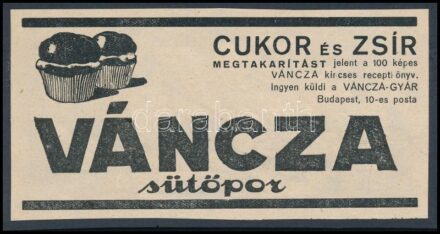 CUKOR ÉS ZSÍR
MEGTAKARÍTÁST jelent a 100 képes
VÁNCZA kincses receptkönyv.
Ingyen küldi a VÁNCZA-GYÁR
Budapest, 10-es posta
VÁNCZA
sütőpor
darabanth